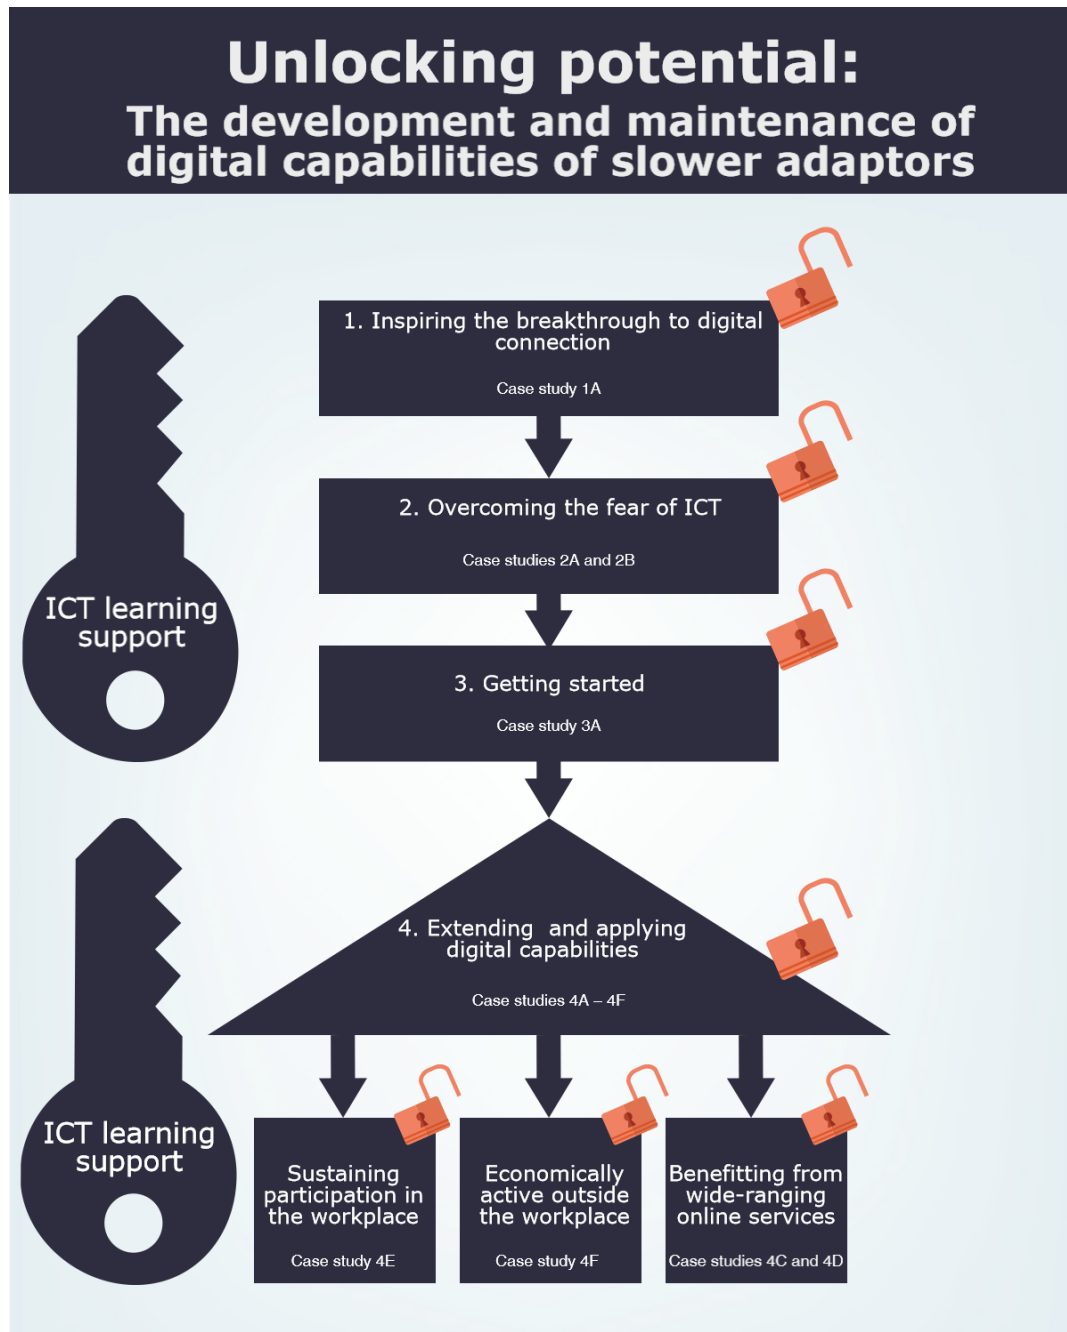 Unlocking potential:
The development and maintenance of
digital capabilities of slower adaptors
1. Inspiring the breakthrough to digital
connection
Case study 1A
2. Overcoming the fear of ICT
Case studies 2A and 2B
ICT learning
support
3. Getting started
Case study 3A
4. Extending  and applying
digital capabilities
Case studies 4A – 4F
ICT learning
support
Sustaining
participation in
the workplace
Case study 4E
Economically
active outside
the workplace
Case study 4F
Benefitting from
wide-ranging
online services
Case studies 4C and 4D